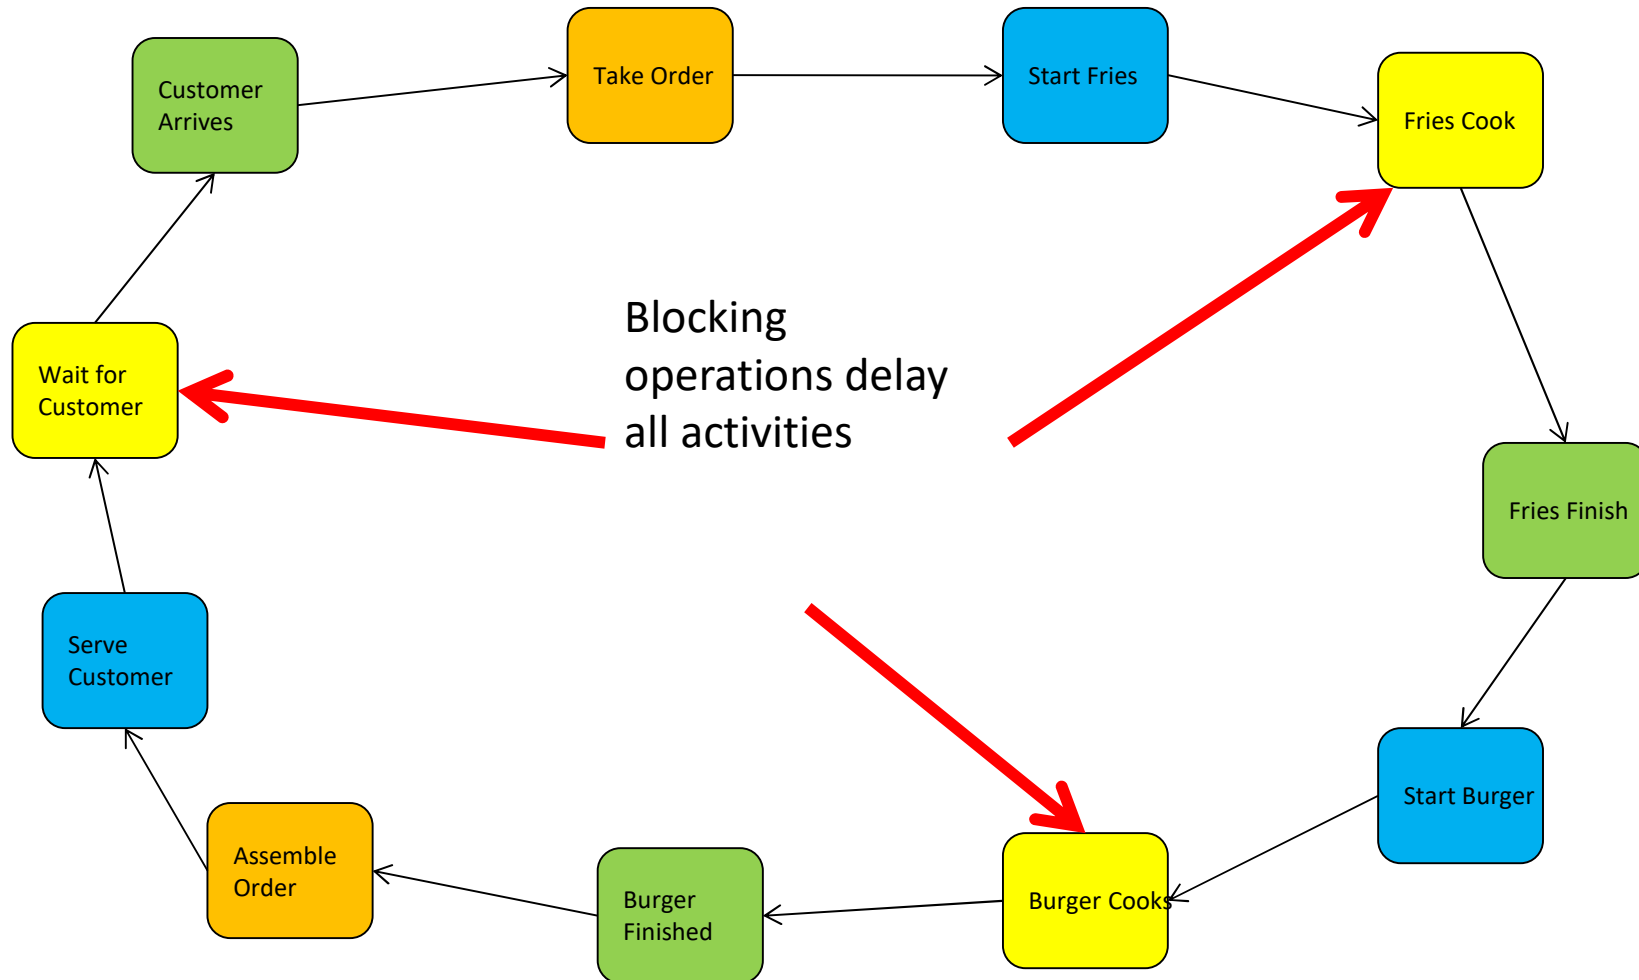 Customer
Arrives
Take Order
Start Fries
Fries Cook
Blocking
operations delay
all activities
Wait for
Customer
Fries Finish
Serve
Customer
Start Burger
Assemble
Order
Burger
Finished
Burger Cooks